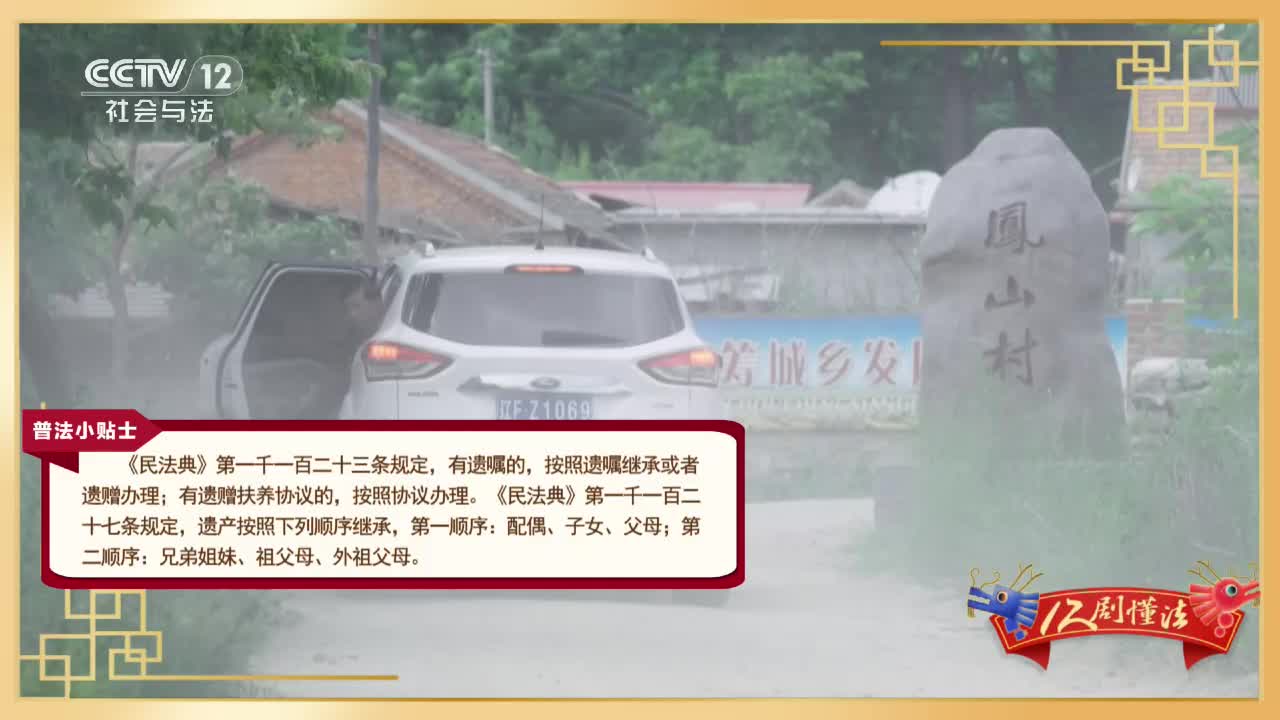 CCTV 12
社会与法
鳳山村
筹城乡发
辽F·Z1069
普法小贴士
《民法典》第一千一百二十三条规定，有遗嘱的，按照遗嘱继承或者
遗赠办理；有遗赠扶养协议的，按照协议办理。《民法典》第一千一百二
十七条规定，遗产按照下列顺序继承，第一顺序：配偶、子女、父母；第
二顺序：兄弟姐妹、祖父母、外祖父母。
12剧懂法